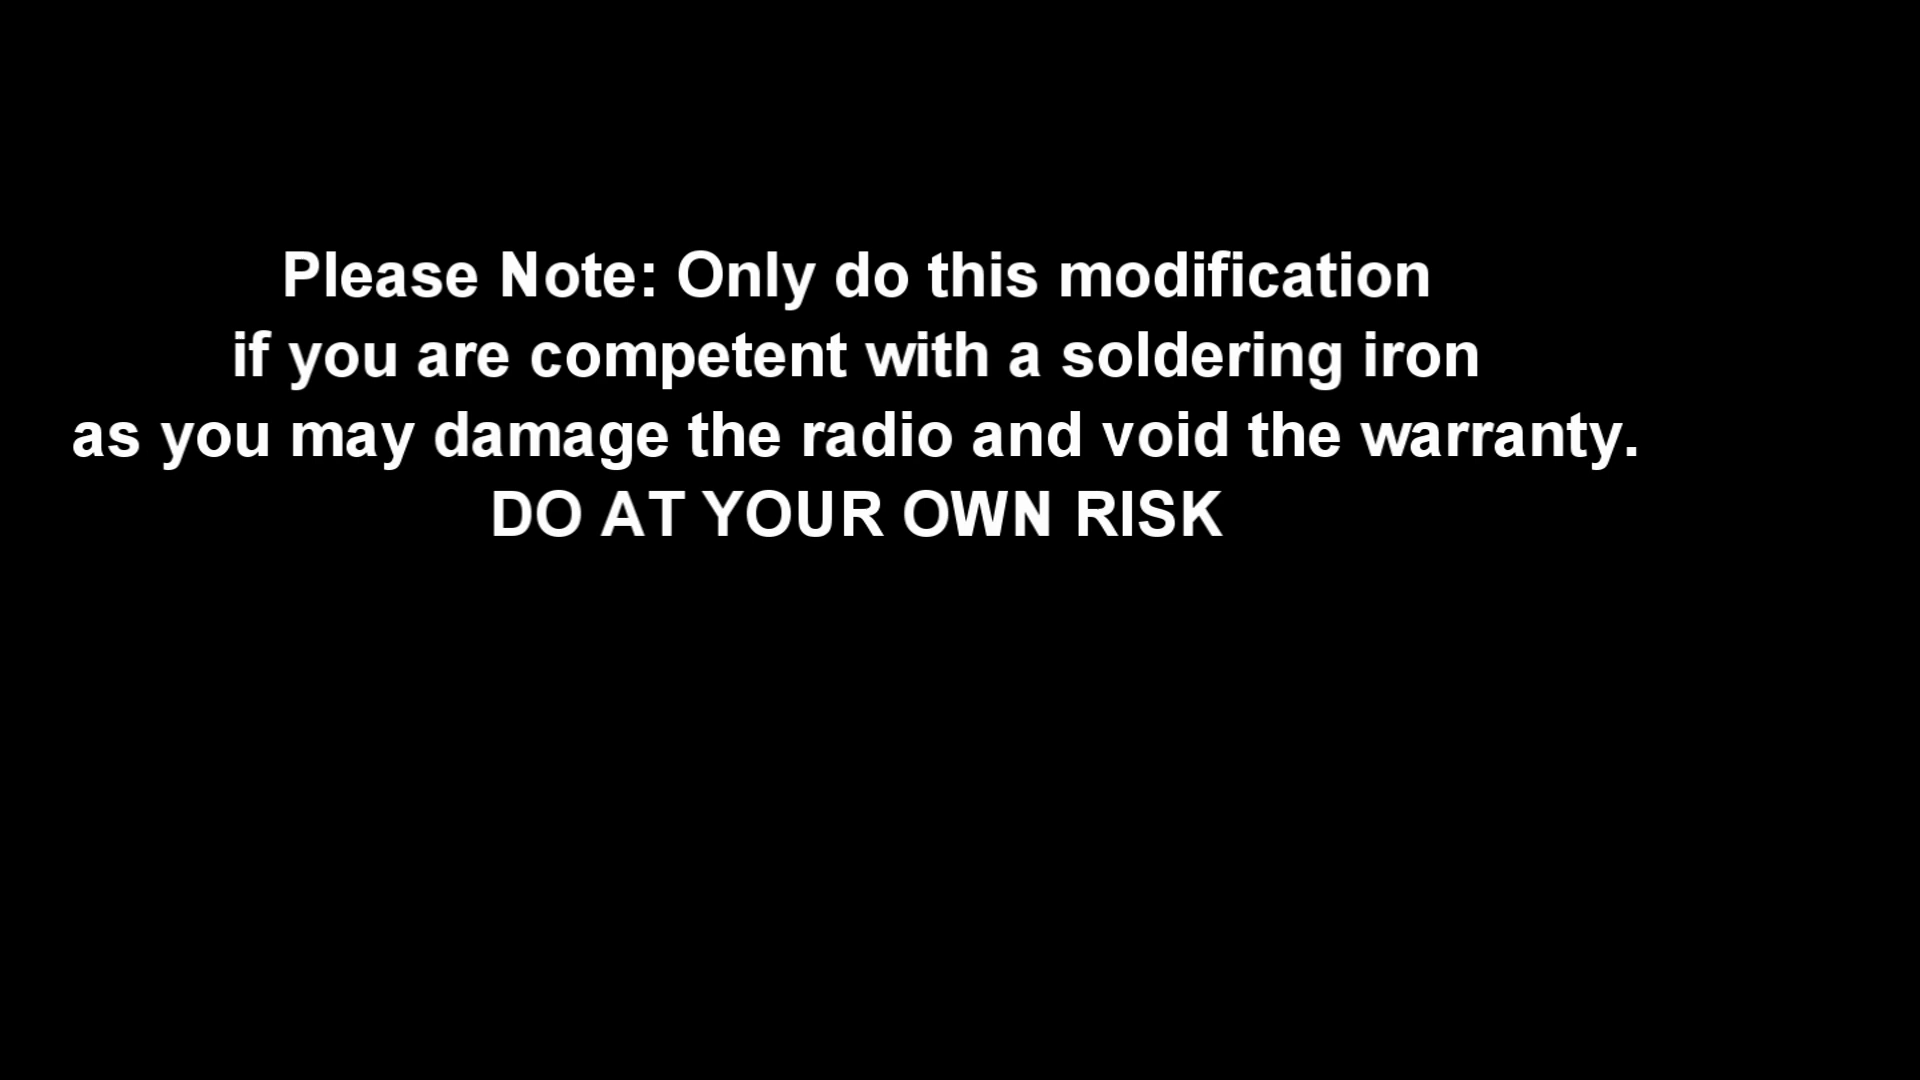 Please Note: Only do this modification
if you are competent with a soldering iron
as you may damage the radio and void the warranty.
DO AT YOUR OWN RISK